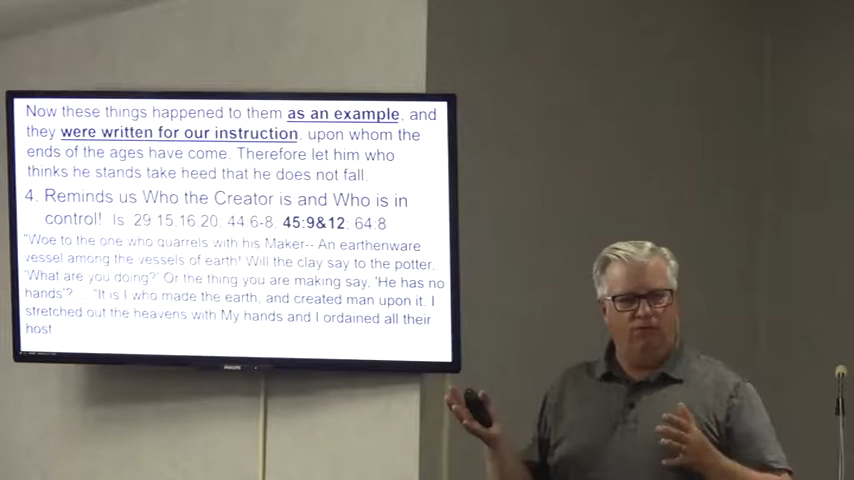 Now these things happened to them as an example, and
they were written for our instruction, upon whom the
ends of the ages have come. Therefore let him who
thinks he stands take heed that he does not fall.
4. Reminds us Who the Creator is and Who is in
control! Is. 29:15,16,20; 44:6-8, 45:9&12, 64:8
"Woe to the one who quarrels with his Maker-- An earthenware
vessel among the vessels of earth! Will the clay say to the potter,
'What are you doing?' Or the thing you are making say, 'He has no
hands'? ... "It is I who made the earth, and created man upon it. I
stretched out the heavens with My hands and I ordained all their
host
PHILIPS